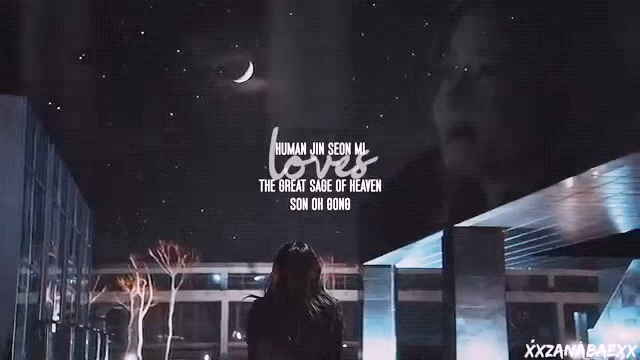 HUMAN JIN SEON MI
loves
THE GREAT SAGE OF HEAVEN
SON OH GONG
XXZANABAEXX